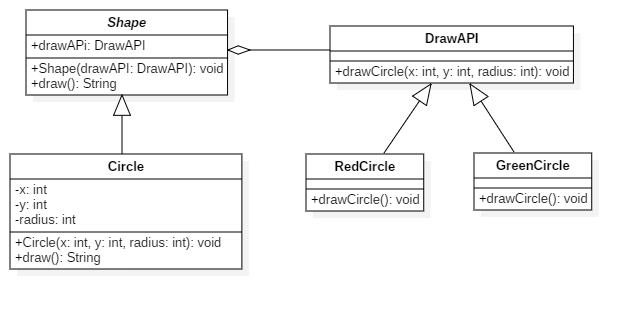 Shape
+drawAPi: DrawAPI
+Shape(drawAPI: DrawAPI): void
+draw(): String
DrawAPI
+drawCircle(x: int, y: int, radius: int): void
Circle
-x: int
-y: int
-radius: int
+Circle(x: int, y: int, radius: int): void
+draw(): String
RedCircle
+drawCircle(): void
GreenCircle
+drawCircle(): void